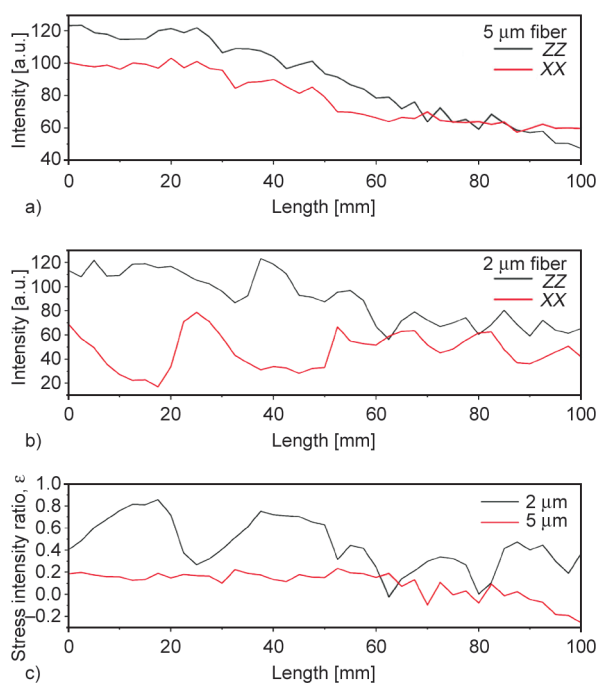 120
100
80
60
40
Intensity [a.u.]
5 μm fiber
ZZ
XX
0 20 40 60 80 100
Length [mm]
a)
120
100
80
60
40
20
Intensity [a.u.]
2 μm fiber
ZZ
XX
0 20 40 60 80 100
Length [mm]
b)
1.0
0.8
0.6
0.4
0.2
0.0
–0.2
Stress intensity ratio, ε
2 μm
5 μm
0 20 40 60 80 100
Length [mm]
c)